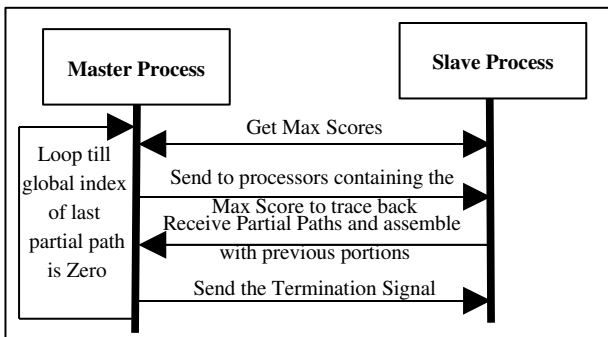 Master Process
Slave Process
Get Max Scores
Loop till
global index
of last
partial path
is Zero
Send to processors containing the
Max Score to trace back
Receive Partial Paths and assemble
with previous portions
Send the Termination Signal